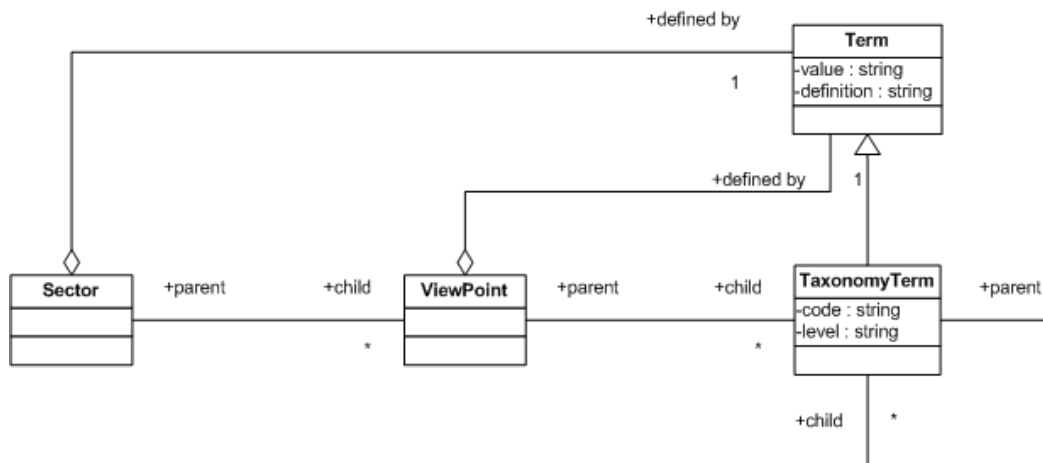 +defined by
Term
-value : string
-definition : string
1
+defined by
1
Sector
+parent
+child
*
ViewPoint
+parent
+child
*
TaxonomyTerm
-code : string
-level : string
+parent
+child
*